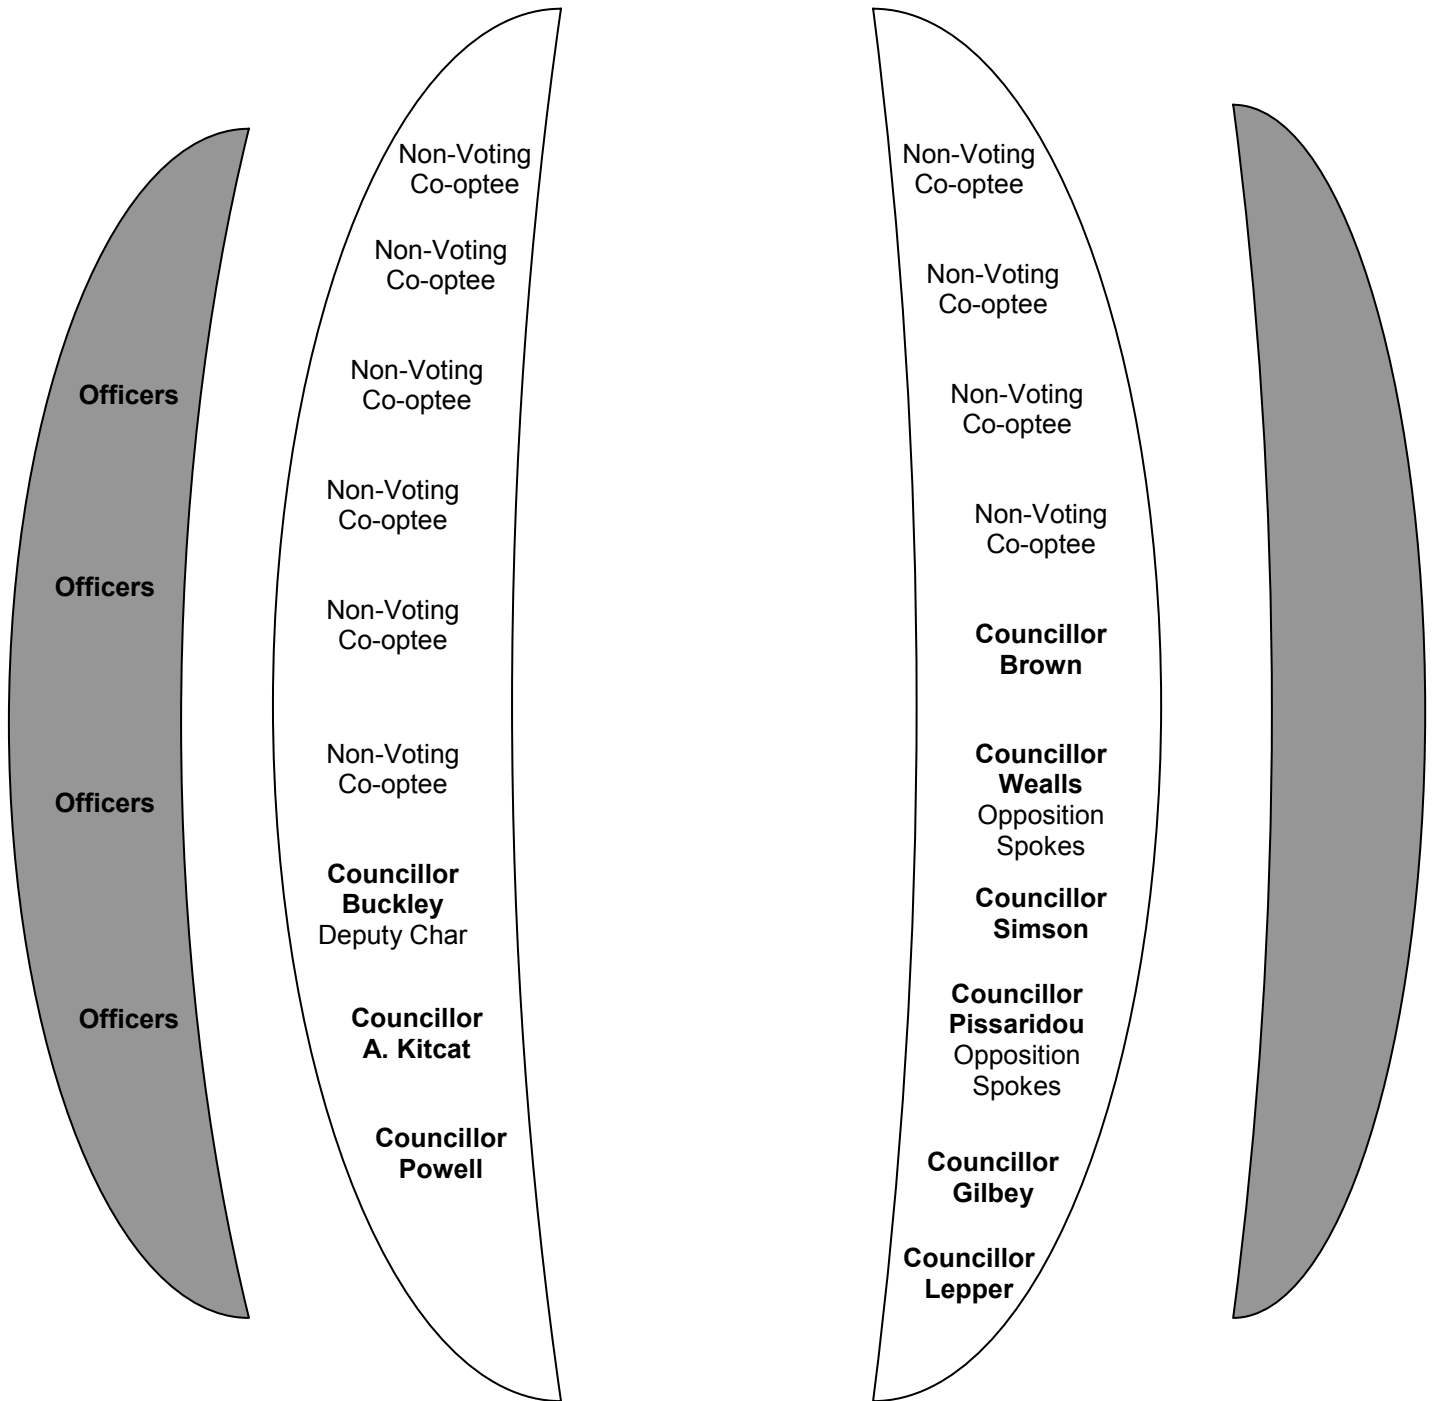 Officers
Officers
Officers
Officers
Non-Voting
Co-optee
Non-Voting
Co-optee
Non-Voting
Co-optee
Non-Voting
Co-optee
Non-Voting
Co-optee
Non-Voting
Co-optee
Councillor
Buckley
Deputy Char
Councillor
A. Kitcat
Councillor
Powell
Non-Voting
Co-optee
Non-Voting
Co-optee
Non-Voting
Co-optee
Non-Voting
Co-optee
Councillor
Brown
Councillor
Wealls
Opposition
Spokes
Councillor
Simson
Councillor
Pissaridou
Opposition
Spokes
Councillor
Gilbey
Councillor
Lepper